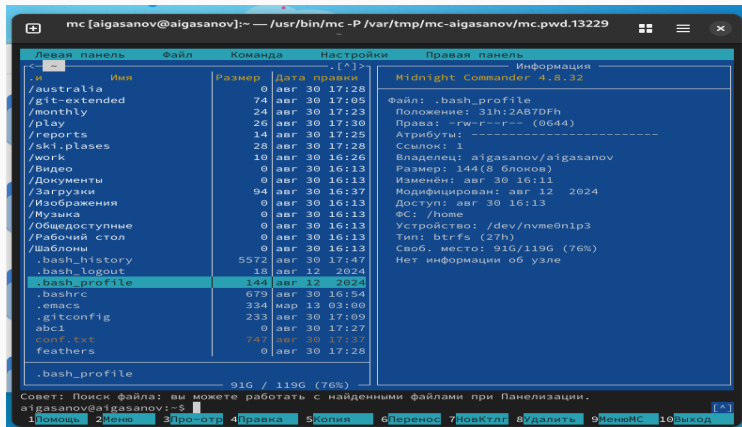 mc [aigasanov@aigasanov]:~ — /usr/bin/mc -P /var/tmp/mc-aigasanov/mc.pwd.13229
Левая панель Файл Команда Настройки Правая панель
<— ~ .[^]> Информация
.и Имя Размер Дата правки Midnight Commander 4.8.32
/australia 0 авг 30 17:28
/git-extended 74 авг 30 17:05 Файл: .bash_profile
/monthly 24 авг 30 17:23 Положение: 31h:2AB7DFh
/play 26 авг 30 17:30 Права: -rw-r--r-- (0644)
/reports 14 авг 30 17:25 Атрибуты: --------------------------
/ski.plases 28 авг 30 17:28 Ссылок: 1
/work 10 авг 30 16:26 Владелец: aigasanov/aigasanov
/Видео 0 авг 30 16:13 Размер: 144(8 блоков)
/Документы 0 авг 30 16:13 Изменён: авг 30 16:11
/Загрузки 94 авг 30 16:37 Модифицирован: авг 12 2024
/Изображения 0 авг 30 16:13 Доступ: авг 30 16:13
/Музыка 0 авг 30 16:13 ФС: /home
/Общедоступные 0 авг 30 16:13 Устройство: /dev/nvme0n1p3
/Рабочий стол 0 авг 30 16:13 Тип: btrfs (27h)
/Шаблоны 0 авг 30 16:13 Своб. место: 91G/119G (76%)
.bash_history 5572 авг 30 17:47 Нет информации об узле
.bash_logout 18 авг 12 2024
.bash_profile 144 авг 12 2024
.bashrc 679 авг 30 16:54
.emacs 334 мар 13 03:00
.gitconfig 233 авг 30 17:09
abc1 0 авг 30 17:27
conf.txt 747 авг 30 17:37
feathers 0 авг 30 17:28
.bash_profile
91G / 119G (76%)
Совет: Поиск файла: вы можете работать с найденными файлами при Панелизации.
aigasanov@aigasanov:~$ [^]
1Помощь 2Меню 3Про~отр 4Правка 5Копия 6Перенос 7НовКтлг 8Удалить 9МенюMC 10Выход